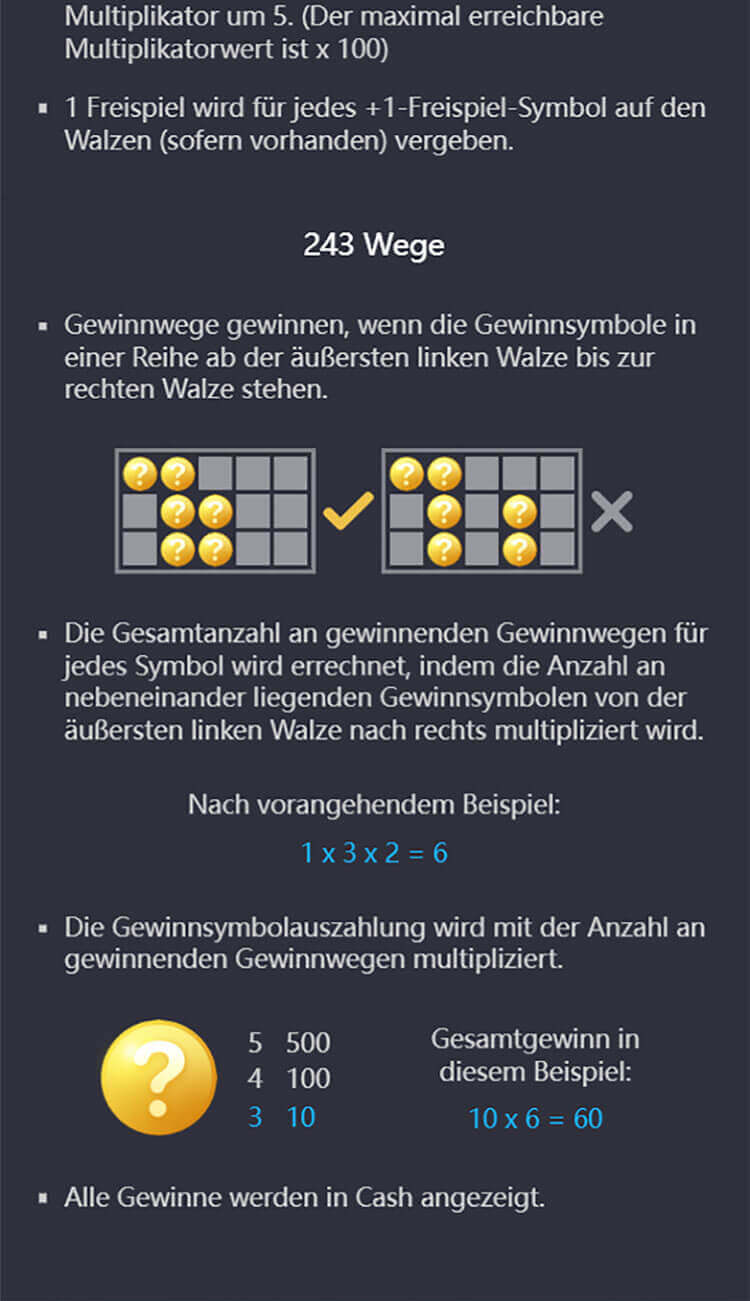 Multiplikator um 5. (Der maximal erreichbare
Multiplikatorwert ist x 100)
▪ 1 Freispiel wird für jedes +1-Freispiel-Symbol auf den
Walzen (sofern vorhanden) vergeben.
243 Wege
▪ Gewinnwege gewinnen, wenn die Gewinnsymbole in
einer Reihe ab der äußersten linken Walze bis zur
rechten Walze stehen.
? ? ? ?
? ? ? ?
? ? ? ?
▪ Die Gesamtanzahl an gewinnenden Gewinnwegen für
jedes Symbol wird errechnet, indem die Anzahl an
nebeneinander liegenden Gewinnsymbolen von der
äußersten linken Walze nach rechts multipliziert wird.
Nach vorangehendem Beispiel:
1 x 3 x 2 = 6
▪ Die Gewinnsymbolauszahlung wird mit der Anzahl an
gewinnenden Gewinnwegen multipliziert.
?
5 500
4 100
3 10
Gesamtgewinn in
diesem Beispiel:
10 x 6 = 60
▪ Alle Gewinne werden in Cash angezeigt.